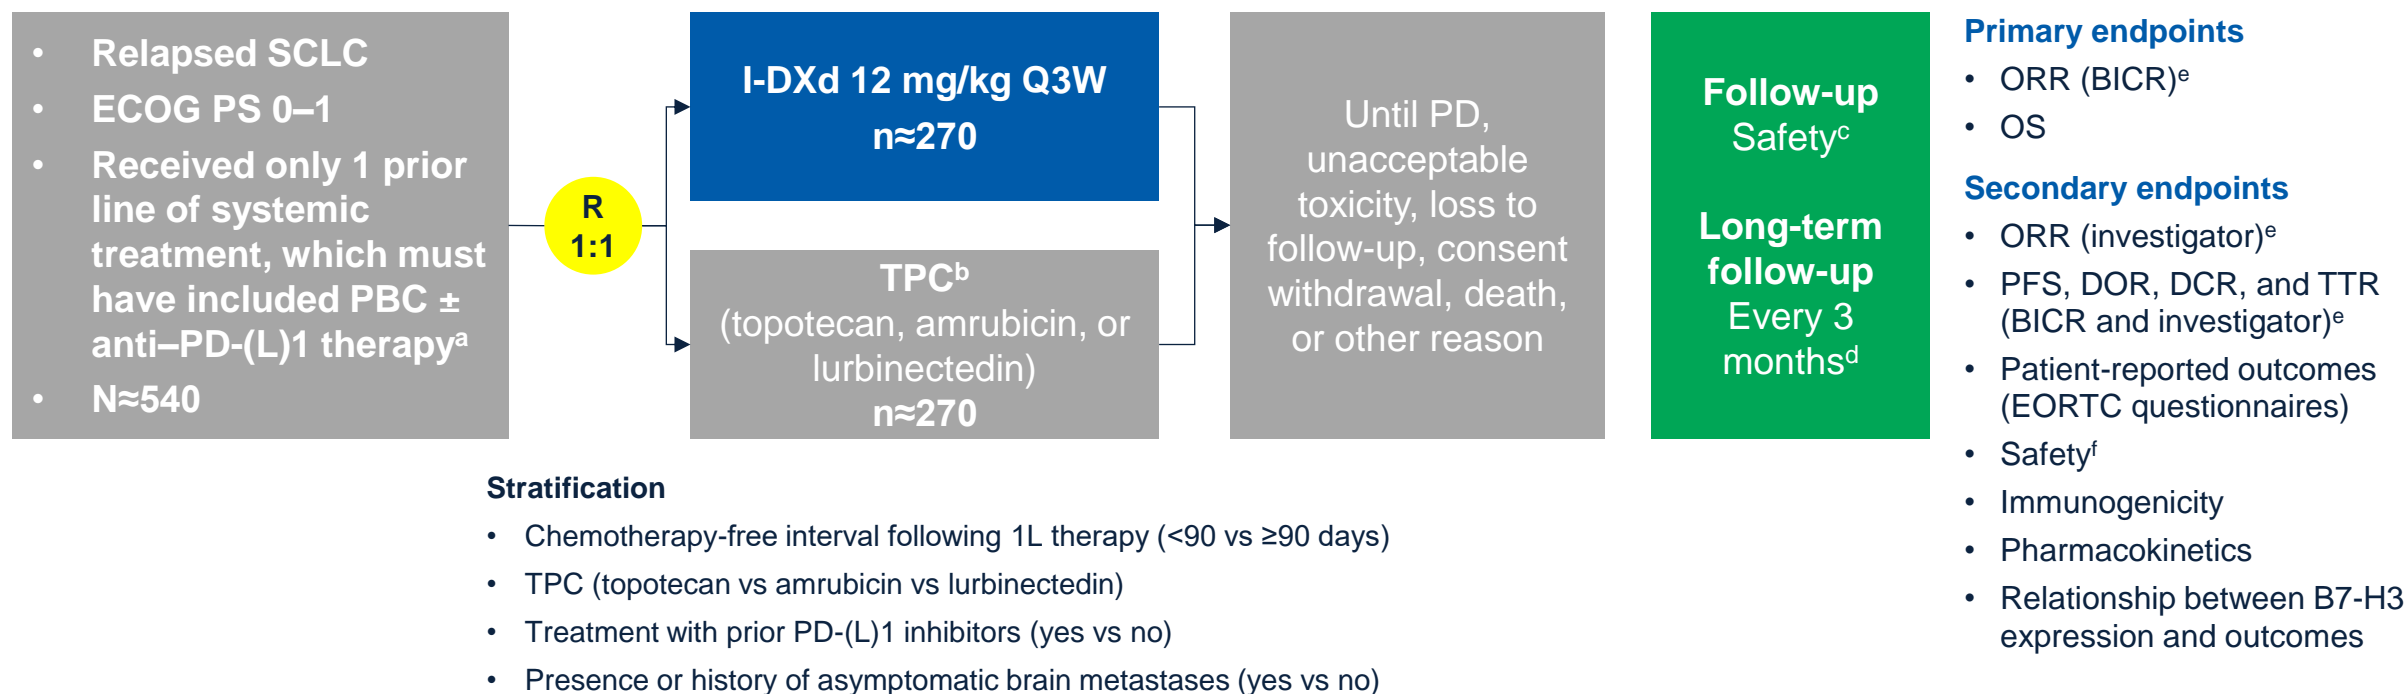 • Relapsed SCLC
• ECOG PS 0–1
• Received only 1 prior
line of systemic
treatment, which must
have included PBC ±
anti–PD-(L)1 therapyᵃ
• N≈540
R
1:1
I-DXd 12 mg/kg Q3W
n≈270
TPCᵇ
(topotecan, amrubicin, or
lurbinectedin)
n≈270
Until PD,
unacceptable
toxicity, loss to
follow-up, consent
withdrawal, death,
or other reason
Follow-up
Safetyᶜ
Long-term
follow-up
Every 3
monthsᵈ
Primary endpoints
• ORR (BICR)ᵉ
• OS
Secondary endpoints
• ORR (investigator)ᵉ
• PFS, DOR, DCR, and TTR
(BICR and investigator)ᵉ
• Patient-reported outcomes
(EORTC questionnaires)
• Safetyᶠ
• Immunogenicity
• Pharmacokinetics
• Relationship between B7-H3
expression and outcomes
Stratification
• Chemotherapy-free interval following 1L therapy (<90 vs ≥90 days)
• TPC (topotecan vs amrubicin vs lurbinectedin)
• Treatment with prior PD-(L)1 inhibitors (yes vs no)
• Presence or history of asymptomatic brain metastases (yes vs no)